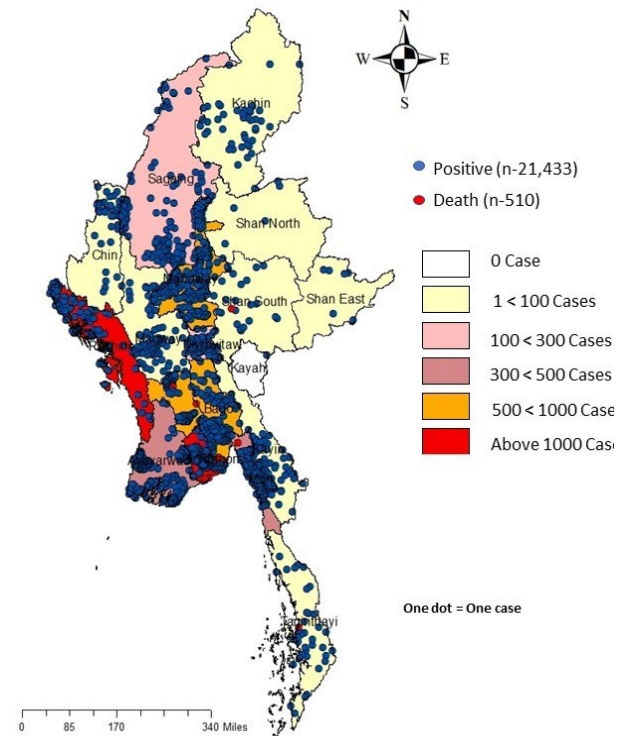 N
W E
S
Kachin
Positive (n-21,433)
Sagaing
Death (n-510)
Shan North
Chin
0 Case
Shan South
Shan East
1 < 100 Cases
100 < 300 Cases
Kayah
300 < 500 Cases
500 < 1000 Case
Bago
Above 1000 Case
Kayin
One dot = One case
Tanintharyi
0 85 170 340 Miles